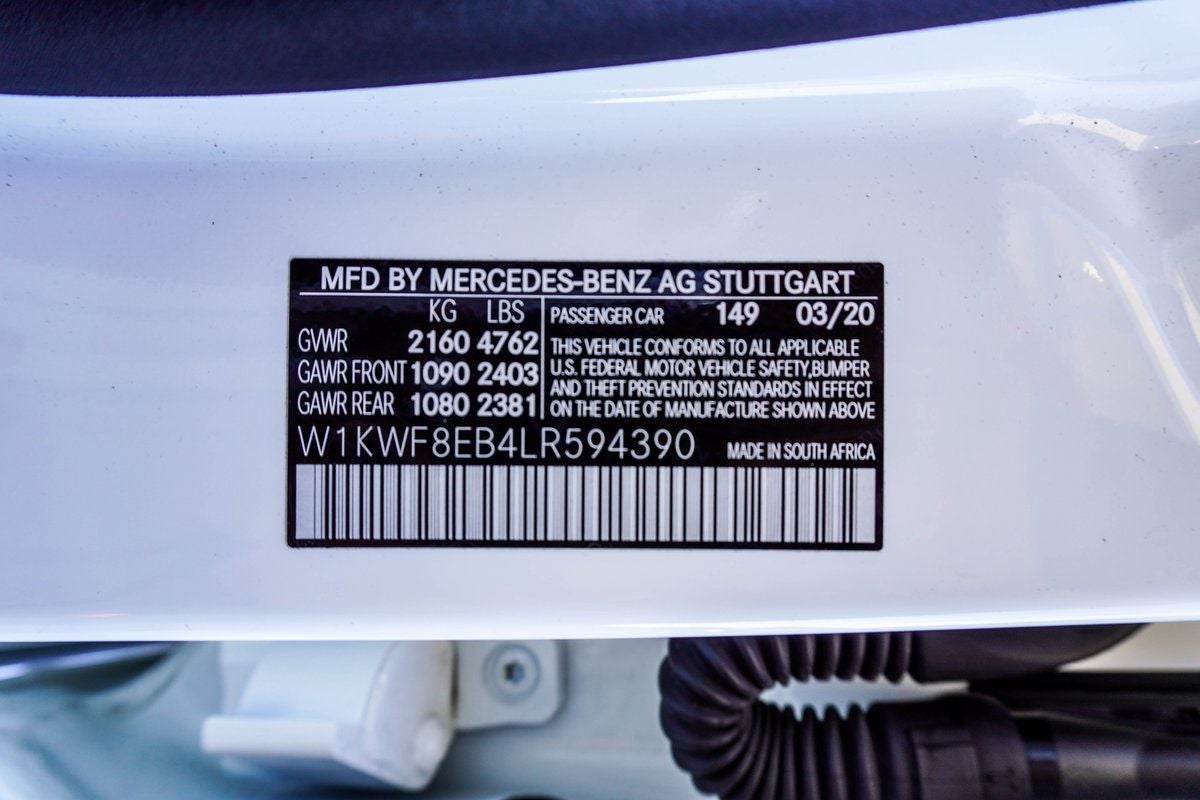 MFD BY MERCEDES-BENZ AG STUTTGART
KG LBS
GVWR 2160 4762
GAWR FRONT 1090 2403
GAWR REAR 1080 2381
PASSENGER CAR 149 03/20
THIS VEHICLE CONFORMS TO ALL APPLICABLE
U.S. FEDERAL MOTOR VEHICLE SAFETY,BUMPER
AND THEFT PREVENTION STANDARDS IN EFFECT
ON THE DATE OF MANUFACTURE SHOWN ABOVE
W1KWF8EB4LR594390 MADE IN SOUTH AFRICA